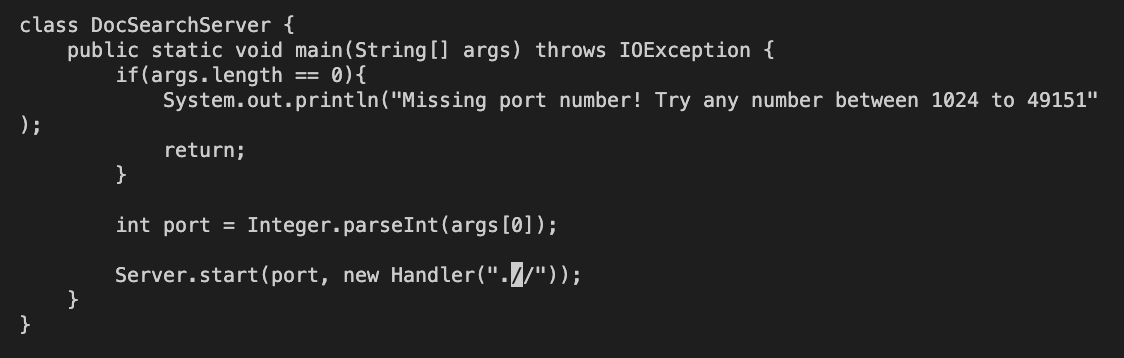 class DocSearchServer {
    public static void main(String[] args) throws IOException {
        if(args.length == 0){
            System.out.println("Missing port number! Try any number between 1024 to 49151"
);
            return;
        }

        int port = Integer.parseInt(args[0]);

        Server.start(port, new Handler(".//"));
    }
}